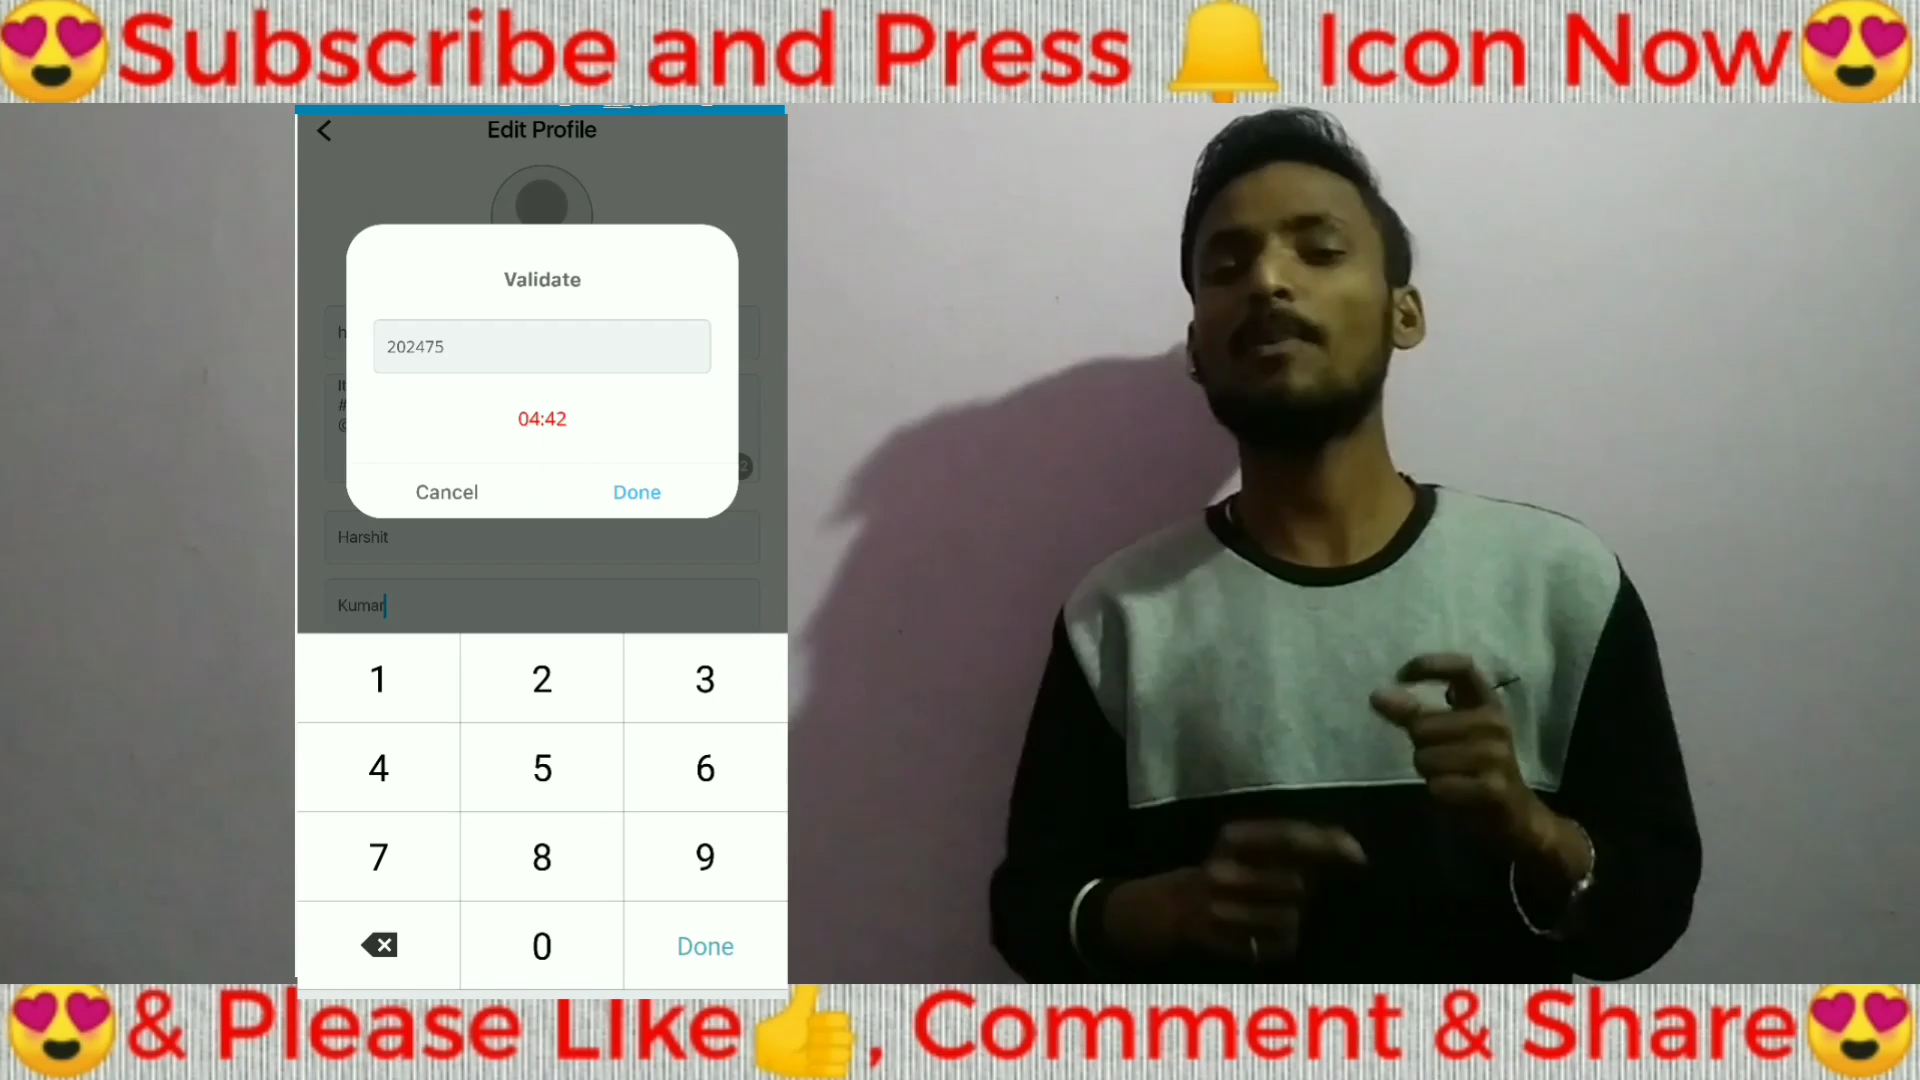 Subscribe and Press 🔔 Icon Now
Edit Profile
Validate
202475
04:42
Cancel
Done
Harshit
Kumar
1 2 3
4 5 6
7 8 9
0 Done
& Please LIke👍, Comment & Share